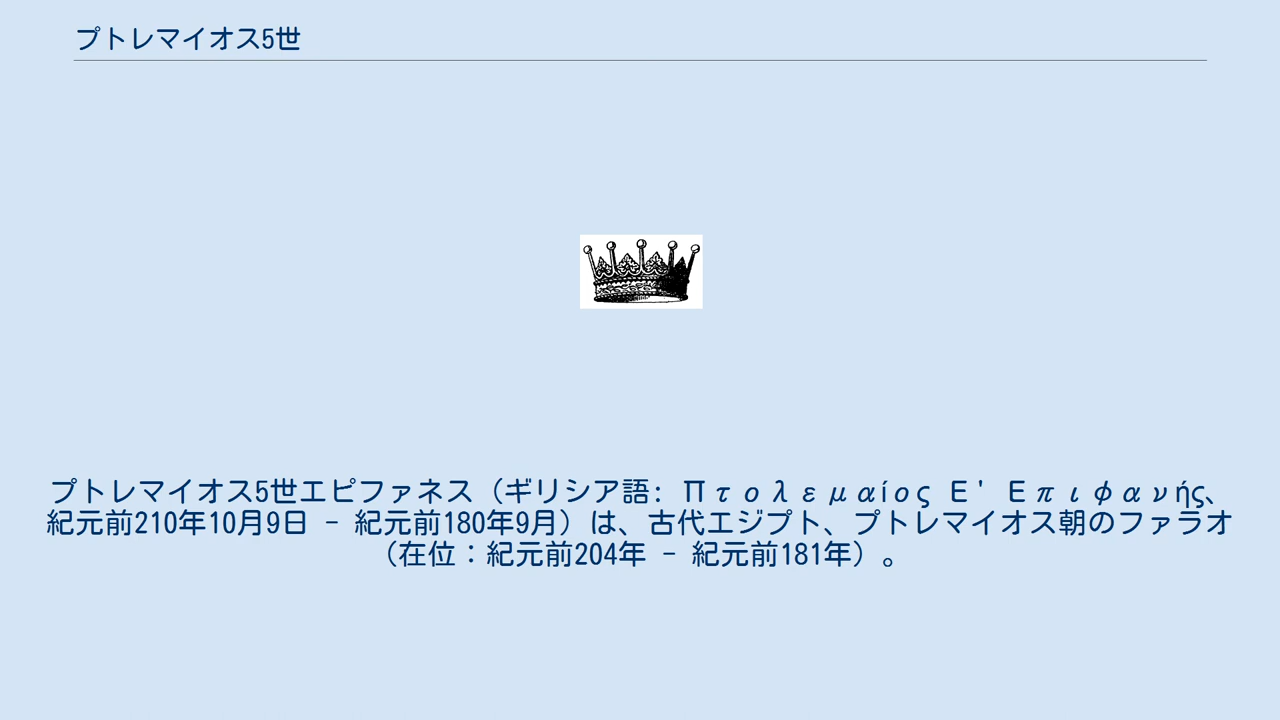 プトレマイオス5世
プトレマイオス5世エピファネス（ギリシア語: Πτολεμαίος Ε' Επιφανής、
紀元前210年10月9日 - 紀元前180年9月）は、古代エジプト、プトレマイオス朝のファラオ
（在位：紀元前204年 - 紀元前181年）。